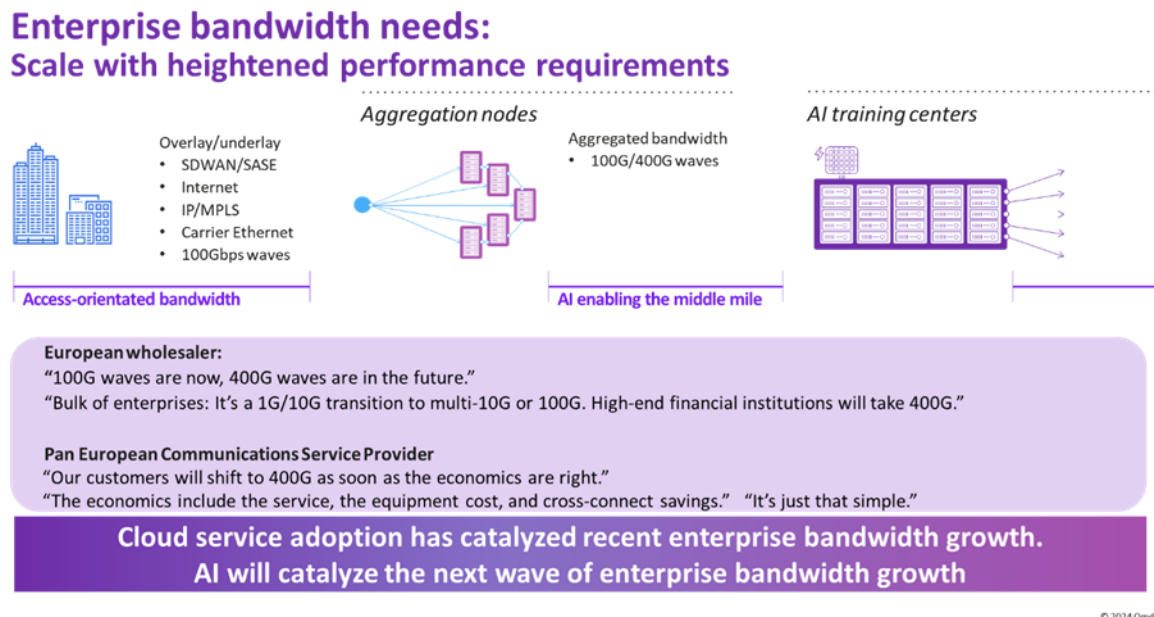 Enterprise bandwidth needs:
Scale with heightened performance requirements
Aggregation nodes
AI training centers
Overlay/underlay
• SDWAN/SASE
• Internet
• IP/MPLS
• Carrier Ethernet
• 100Gbps waves
Aggregated bandwidth
• 100G/400G waves
Access-orientated bandwidth
AI enabling the middle mile
European wholesaler:
“100G waves are now, 400G waves are in the future.”
“Bulk of enterprises: It’s a 1G/10G transition to multi-10G or 100G. High-end financial institutions will take 400G.”
Pan European Communications Service Provider
“Our customers will shift to 400G as soon as the economics are right.”
“The economics include the service, the equipment cost, and cross-connect savings.” “It’s just that simple.”
Cloud service adoption has catalyzed recent enterprise bandwidth growth.
AI will catalyze the next wave of enterprise bandwidth growth
© 2024